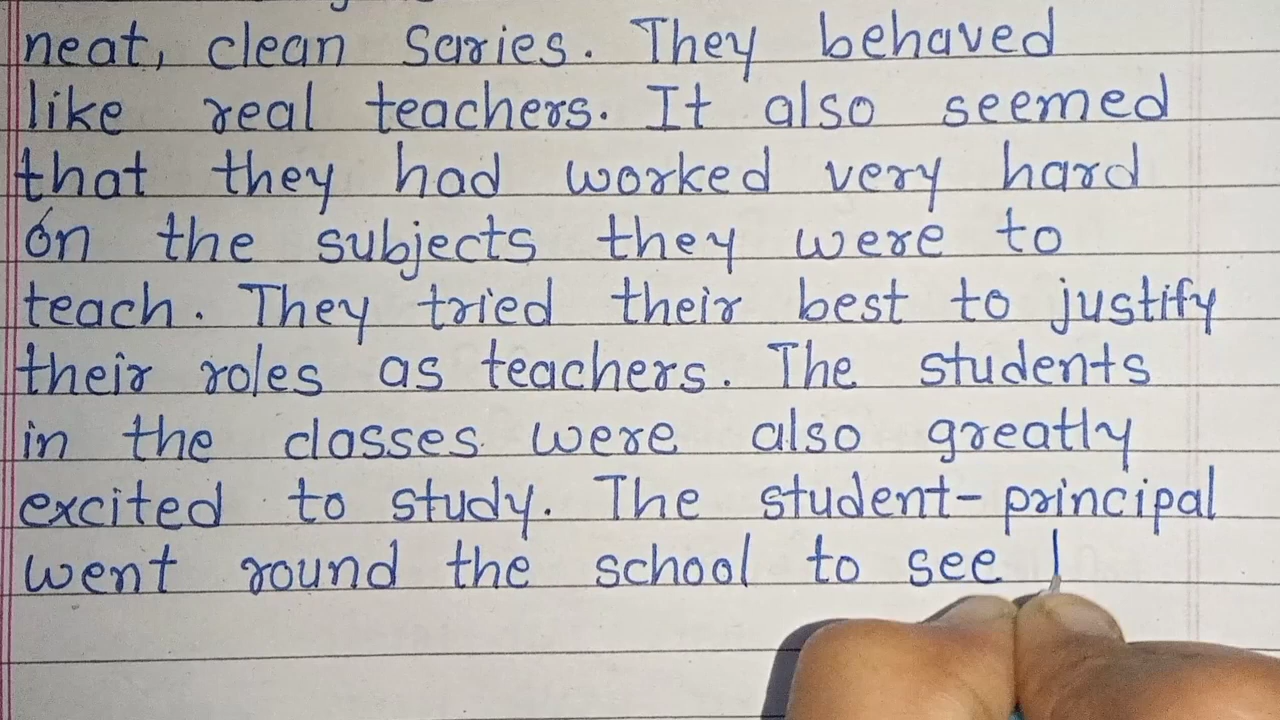 neat, clean Saries. They behaved
like real teachers. It also seemed
that they had worked very hard
on the subjects they were to
teach. They tried their best to justify
their roles as teachers. The students
in the classes were also greatly
excited to study. The student-principal
went round the school to see